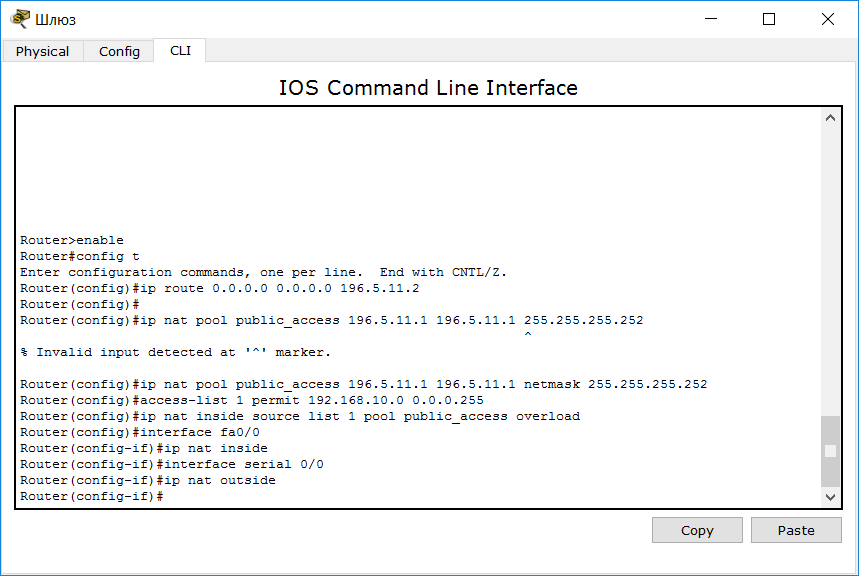 Шлюз
Physical Config CLI
IOS Command Line Interface
Router>enable
Router#config t
Enter configuration commands, one per line.  End with CNTL/Z.
Router(config)#ip route 0.0.0.0 0.0.0.0 196.5.11.2
Router(config)#
Router(config)#ip nat pool public_access 196.5.11.1 196.5.11.1 255.255.255.252
^
% Invalid input detected at '^' marker.
Router(config)#ip nat pool public_access 196.5.11.1 196.5.11.1 netmask 255.255.255.252
Router(config)#access-list 1 permit 192.168.10.0 0.0.0.255
Router(config)#ip nat inside source list 1 pool public_access overload
Router(config)#interface fa0/0
Router(config-if)#ip nat inside
Router(config-if)#interface serial 0/0
Router(config-if)#ip nat outside
Router(config-if)#
Copy Paste